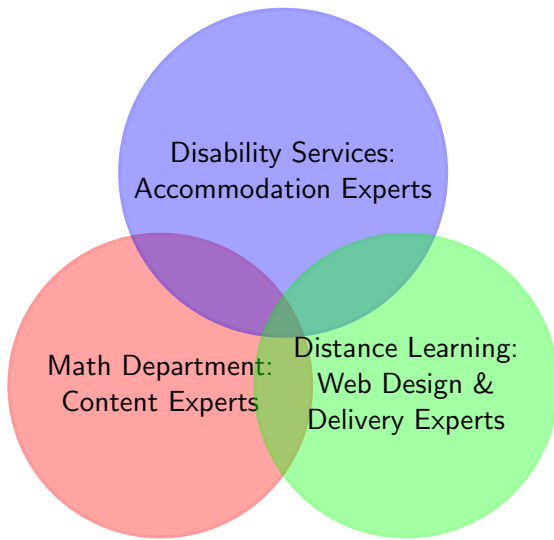 Disability Services:
Accommodation Experts
Math Department:
Content Experts
Distance Learning:
Web Design &
Delivery Experts